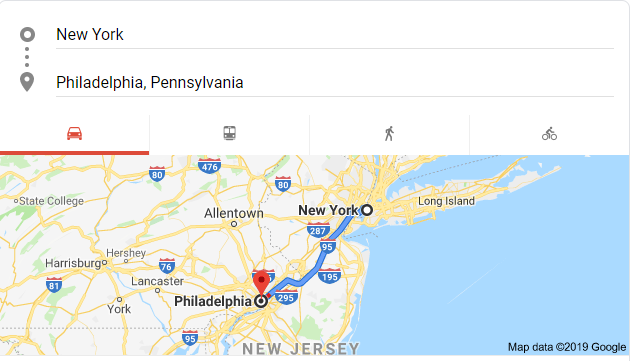 New York
Philadelphia, Pennsylvania
80
476
80
State College
Allentown
New York
Long Island
287
95
Hershey
Harrisburg
76
195
81
Lancaster
295
York
Philadelphia
NEW JERSEY
Map data ©2019 Google